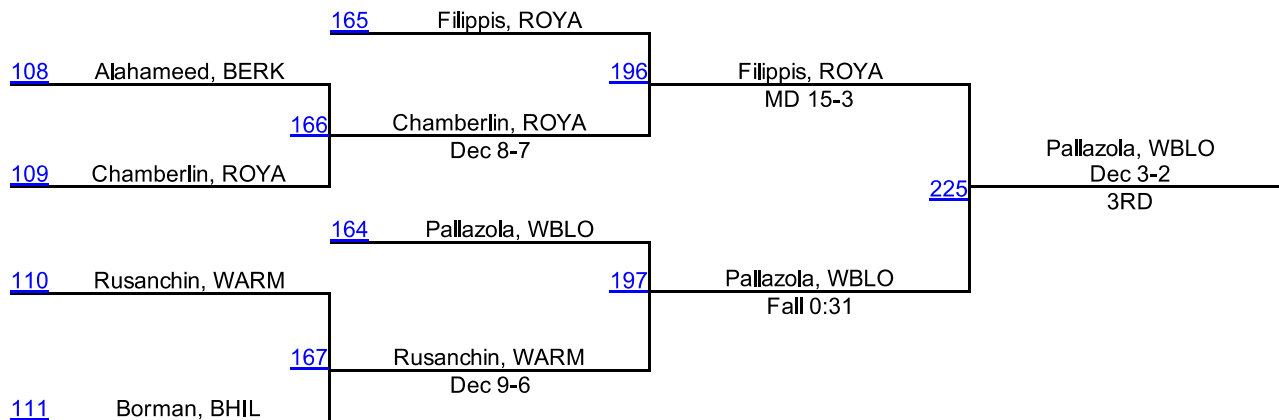 165 Filippis, ROYA
108 Alahameed, BERK
196 Filippis, ROYA
MD 15-3
166 Chamberlin, ROYA
Dec 8-7
Pallazola, WBLO
Dec 3-2
109 Chamberlin, ROYA
225
3RD
164 Pallazola, WBLO
110 Rusanchin, WARM
197 Pallazola, WBLO
Fall 0:31
167 Rusanchin, WARM
Dec 9-6
111 Borman, BHIL